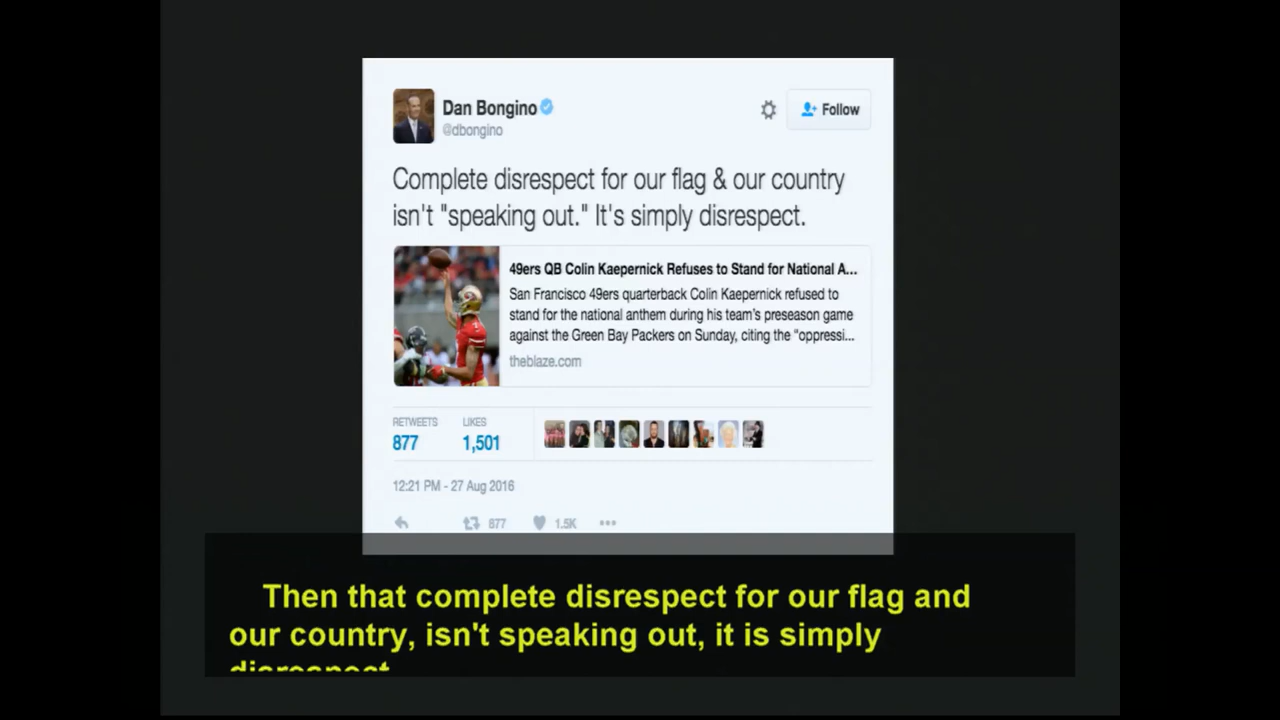 Dan Bongino
@dbongino
Follow
Complete disrespect for our flag & our country
isn't "speaking out." It's simply disrespect.
49ers QB Colin Kaepernick Refuses to Stand for National A...
San Francisco 49ers quarterback Colin Kaepernick refused to
stand for the national anthem during his team's preseason game
against the Green Bay Packers on Sunday, citing the "oppressi...
theblaze.com
RETWEETS LIKES
877 1,501
12:21 PM - 27 Aug 2016
877 1.5K •••
Then that complete disrespect for our flag and
our country, isn't speaking out, it is simply
disrespect